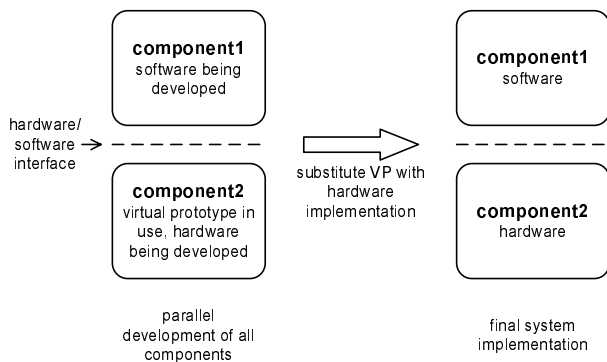 component1
software being
developed
hardware/
software
interface
component2
virtual prototype in
use, hardware
being developed
parallel
development of all
components
substitute VP with
hardware
implementation
component1
software
component2
hardware
final system
implementation